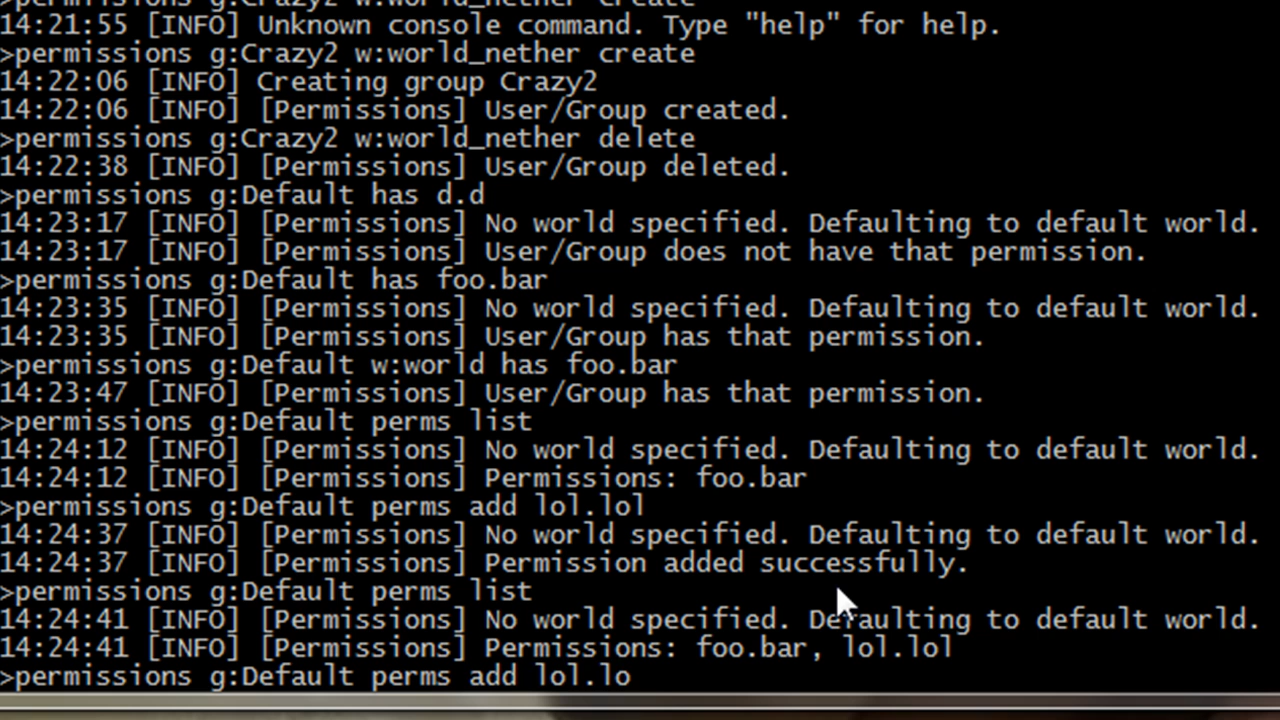 >permissions g:Crazy2 w:world_nether create
14:21:55 [INFO] Unknown console command. Type "help" for help.
>permissions g:Crazy2 w:world_nether create
14:22:06 [INFO] Creating group Crazy2
14:22:06 [INFO] [Permissions] User/Group created.
>permissions g:Crazy2 w:world_nether delete
14:22:38 [INFO] [Permissions] User/Group deleted.
>permissions g:Default has d.d
14:23:17 [INFO] [Permissions] No world specified. Defaulting to default world.
14:23:17 [INFO] [Permissions] User/Group does not have that permission.
>permissions g:Default has foo.bar
14:23:35 [INFO] [Permissions] No world specified. Defaulting to default world.
14:23:35 [INFO] [Permissions] User/Group has that permission.
>permissions g:Default w:world has foo.bar
14:23:47 [INFO] [Permissions] User/Group has that permission.
>permissions g:Default perms list
14:24:12 [INFO] [Permissions] No world specified. Defaulting to default world.
14:24:12 [INFO] [Permissions] Permissions: foo.bar
>permissions g:Default perms add lol.lol
14:24:37 [INFO] [Permissions] No world specified. Defaulting to default world.
14:24:37 [INFO] [Permissions] Permission added successfully.
>permissions g:Default perms list
14:24:41 [INFO] [Permissions] No world specified. Defaulting to default world.
14:24:41 [INFO] [Permissions] Permissions: foo.bar, lol.lol
>permissions g:Default perms add lol.lo